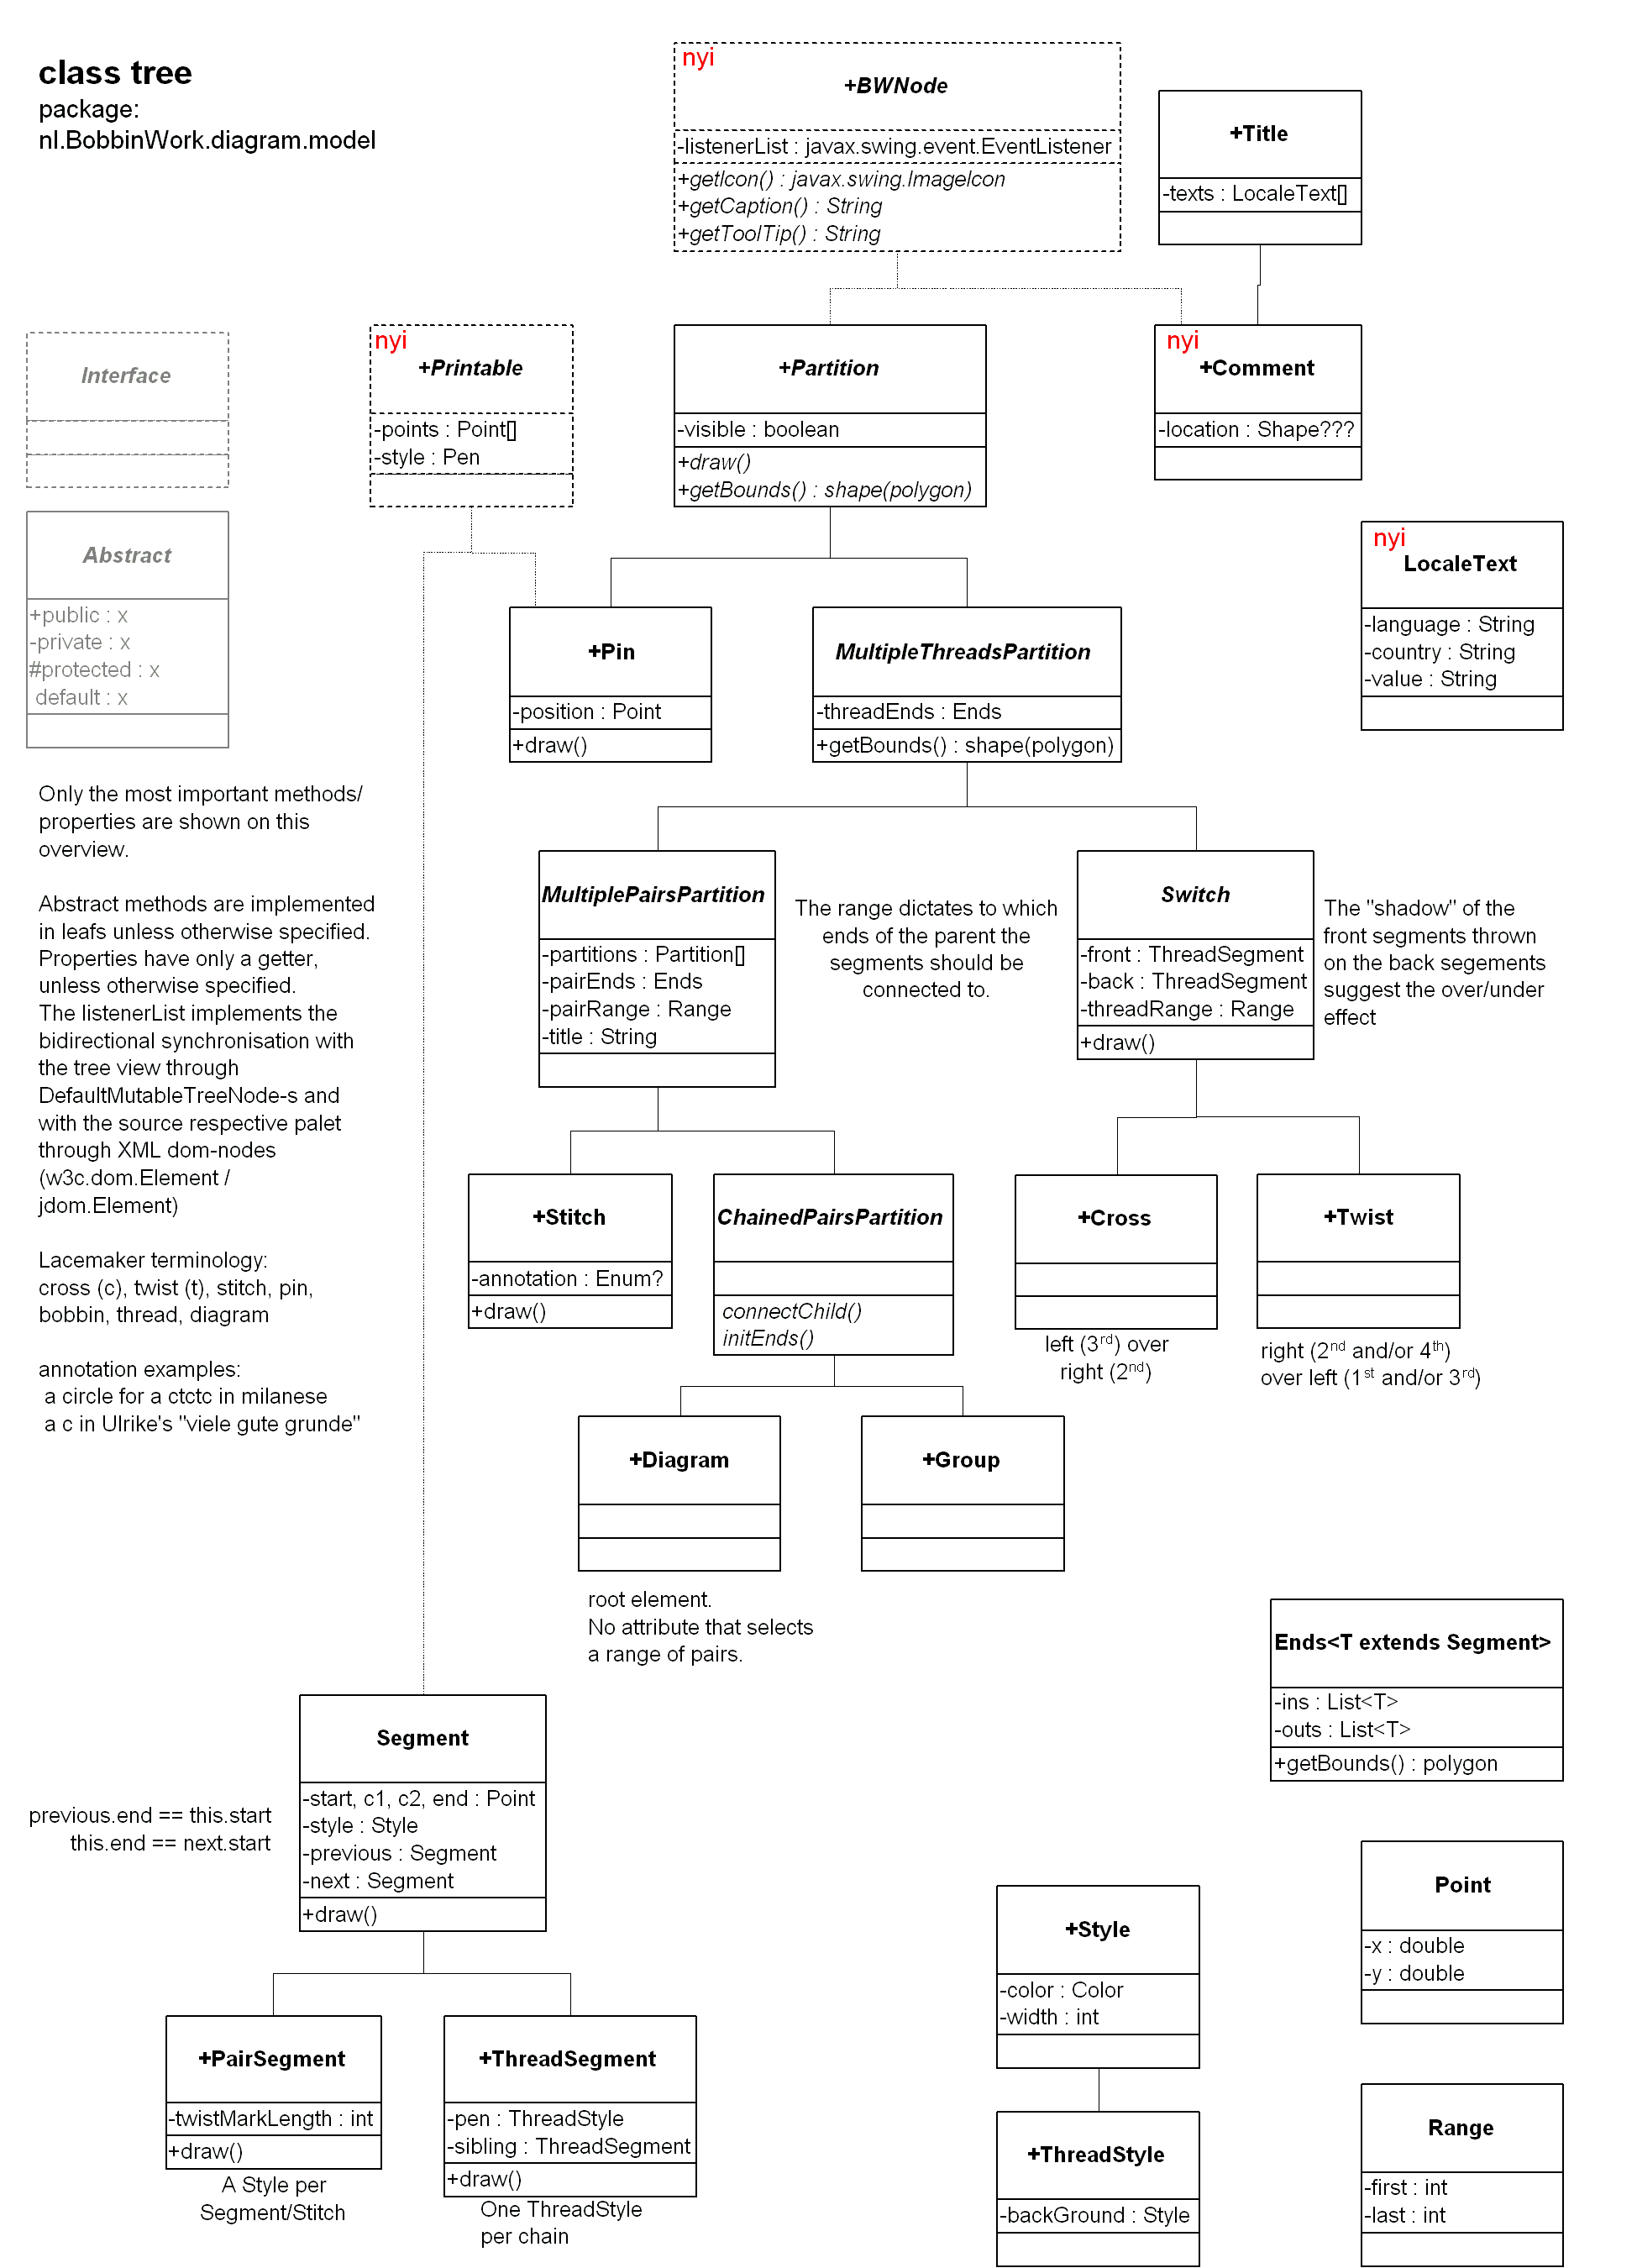 class tree
package:
nl.BobbinWork.diagram.model
nyi
+BWNode
-listenerList : javax.swing.event.EventListener
+getIcon() : javax.swing.ImageIcon
+getCaption() : String
+getToolTip() : String
+Title
-texts : LocaleText[]
Interface
nyi
+Printable
-points : Point[]
-style : Pen
+Partition
-visible : boolean
+draw()
+getBounds() : shape(polygon)
nyi
+Comment
-location : Shape???
Abstract
+public : x
-private : x
#protected : x
default : x
nyi
LocaleText
-language : String
-country : String
-value : String
+Pin
-position : Point
+draw()
MultipleThreadsPartition
-threadEnds : Ends
+getBounds() : shape(polygon)
Only the most important methods/
properties are shown on this
overview.
Abstract methods are implemented
in leafs unless otherwise specified.
Properties have only a getter,
unless otherwise specified.
The listenerList implements the
bidirectional synchronisation with
the tree view through
DefaultMutableTreeNode-s and
with the source respective palet
through XML dom-nodes
(w3c.dom.Element /
jdom.Element)
Lacemaker terminology:
cross (c), twist (t), stitch, pin,
bobbin, thread, diagram
annotation examples:
a circle for a ctctc in milanese
a c in Ulrike's "viele gute grunde"
MultiplePairsPartition
-partitions : Partition[]
-pairEnds : Ends
-pairRange : Range
-title : String
The range dictates to which
ends of the parent the
segments should be
connected to.
Switch
-front : ThreadSegment
-back : ThreadSegment
-threadRange : Range
+draw()
The "shadow" of the
front segments thrown
on the back segements
suggest the over/under
effect
+Stitch
-annotation : Enum?
+draw()
ChainedPairsPartition
connectChild()
initEnds()
+Cross
left (3rd) over
right (2nd)
+Twist
right (2nd and/or 4th)
over left (1st and/or 3rd)
+Diagram
root element.
No attribute that selects
a range of pairs.
+Group
Ends<T extends Segment>
-ins : List<T>
-outs : List<T>
+getBounds() : polygon
Segment
-start, c1, c2, end : Point
-style : Style
-previous : Segment
-next : Segment
+draw()
previous.end == this.start
this.end == next.start
Point
-x : double
-y : double
+Style
-color : Color
-width : int
+PairSegment
-twistMarkLength : int
+draw()
A Style per
Segment/Stitch
+ThreadSegment
-pen : ThreadStyle
-sibling : ThreadSegment
+draw()
One ThreadStyle
per chain
+ThreadStyle
-backGround : Style
Range
-first : int
-last : int